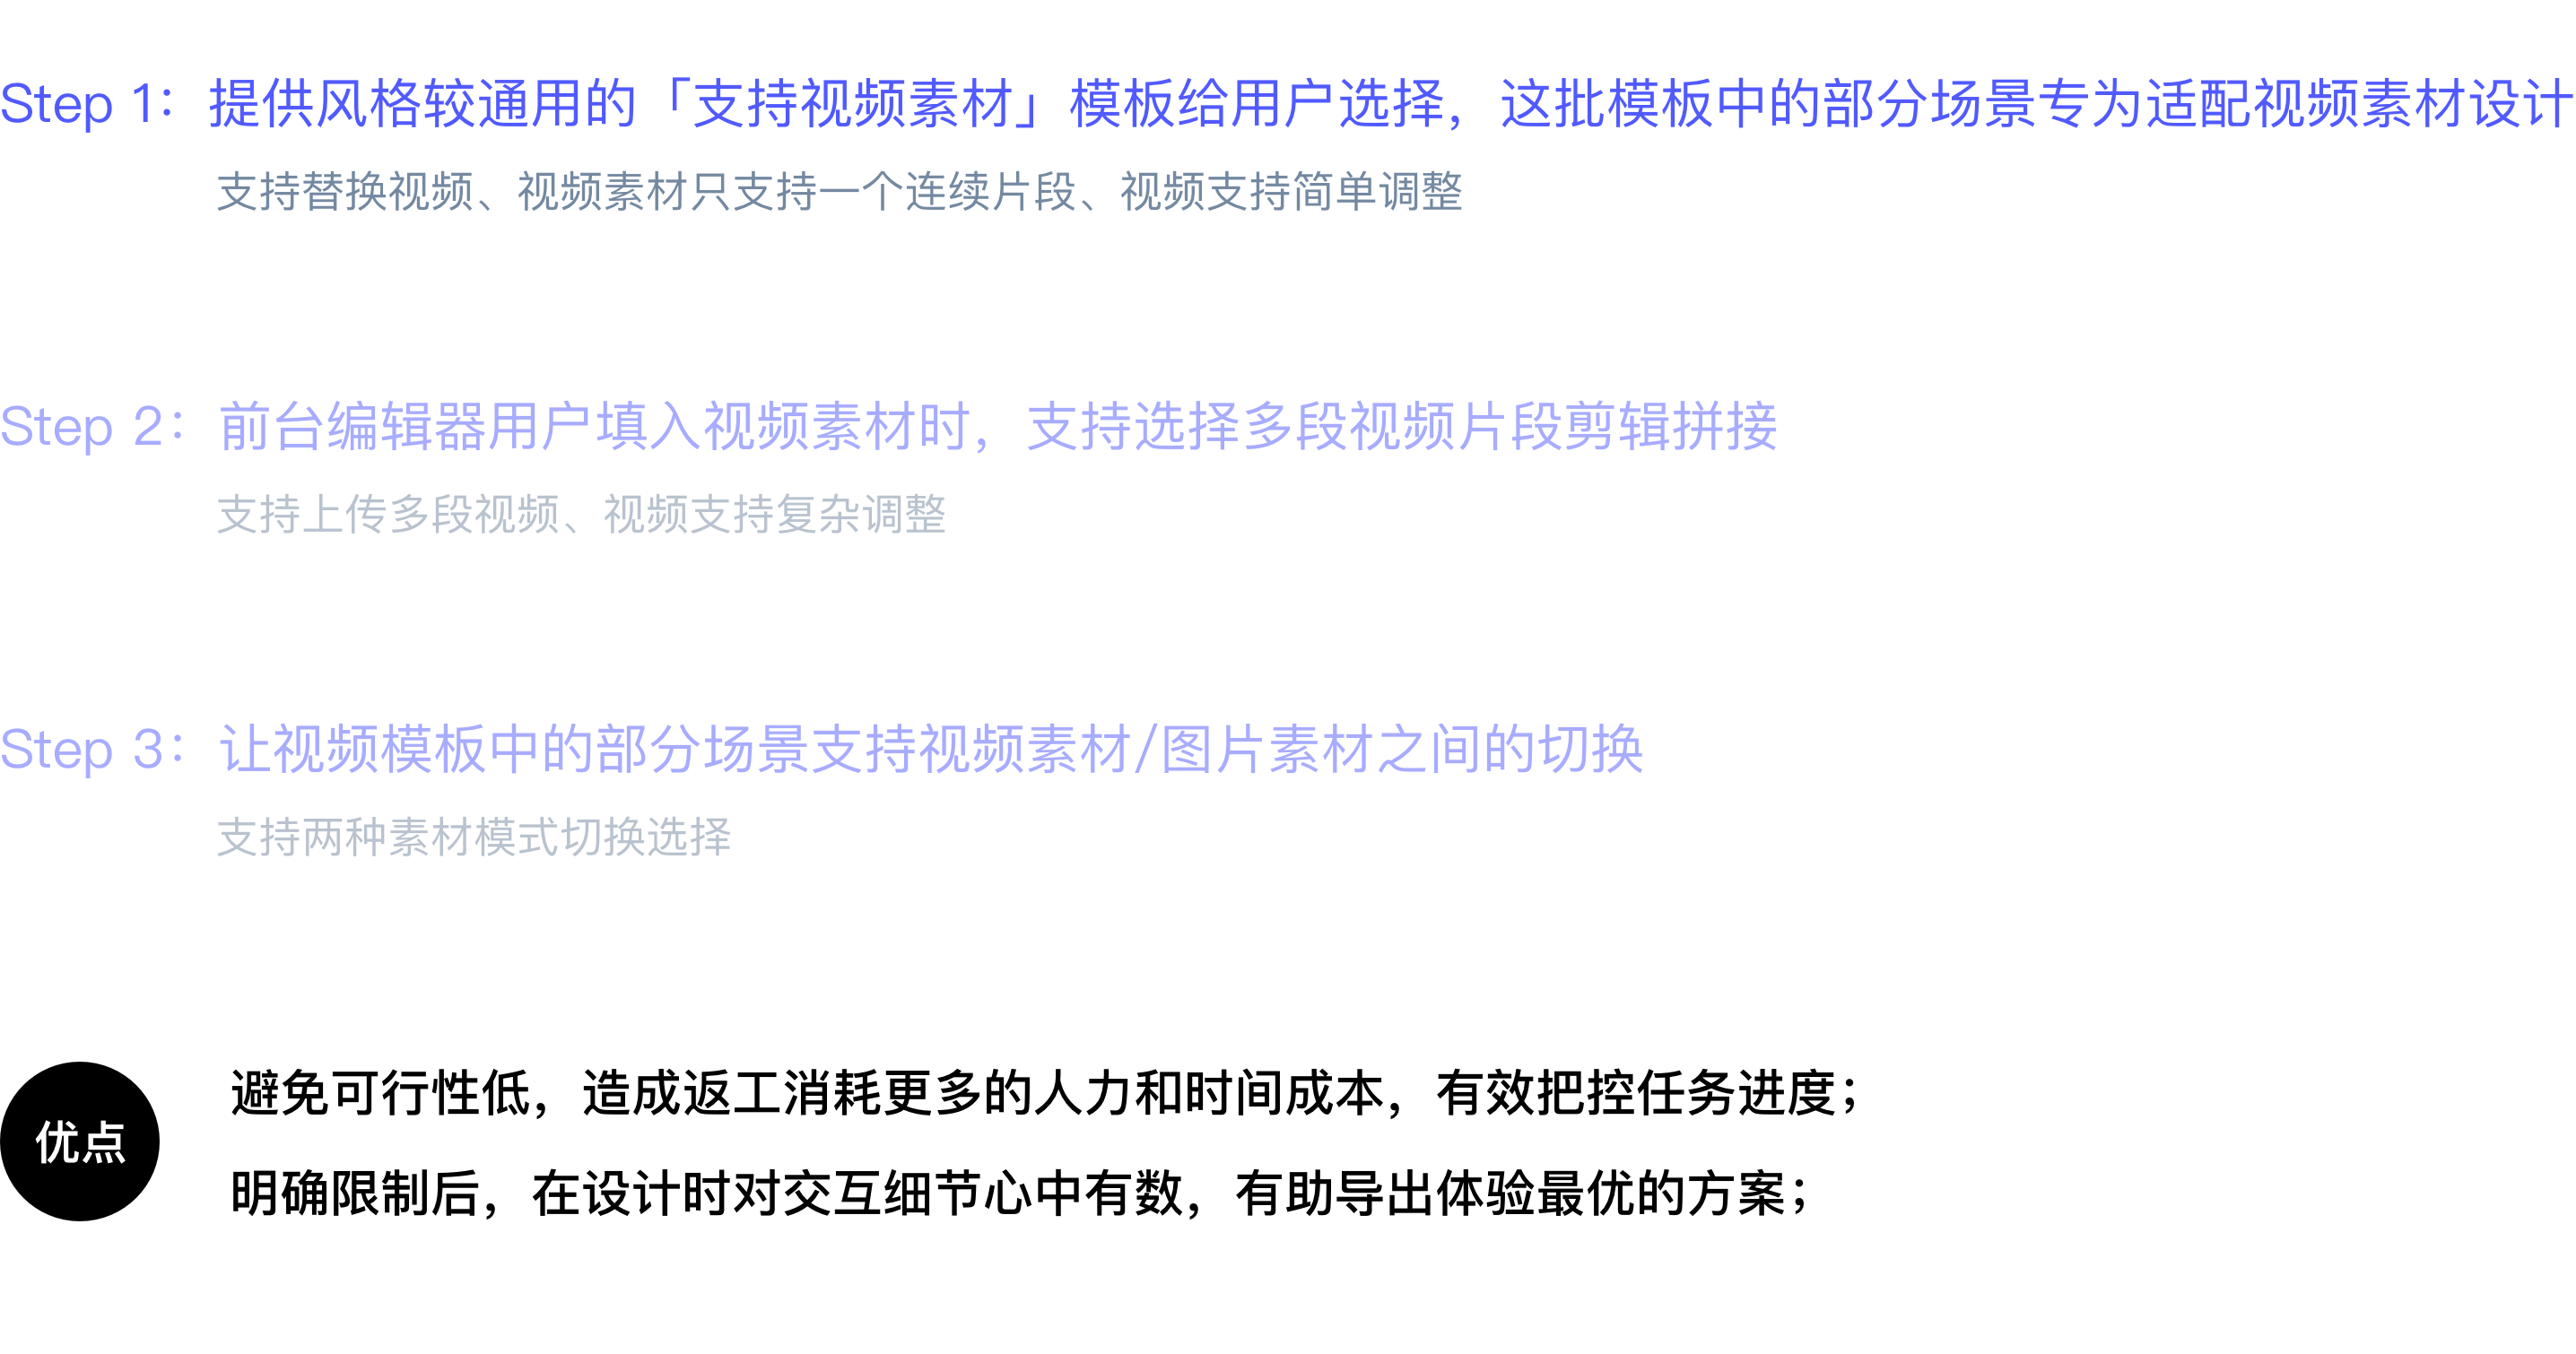 Step 1：提供风格较通用的「支持视频素材」模板给用户选择，这批模板中的部分场景专为适配视频素材设计
支持替换视频、视频素材只支持一个连续片段、视频支持简单调整
Step 2：前台编辑器用户填入视频素材时，支持选择多段视频片段剪辑拼接
支持上传多段视频、视频支持复杂调整
Step 3：让视频模板中的部分场景支持视频素材/图片素材之间的切换
支持两种素材模式切换选择
优点
避免可行性低，造成返工消耗更多的人力和时间成本，有效把控任务进度；
明确限制后，在设计时对交互细节心中有数，有助导出体验最优的方案；